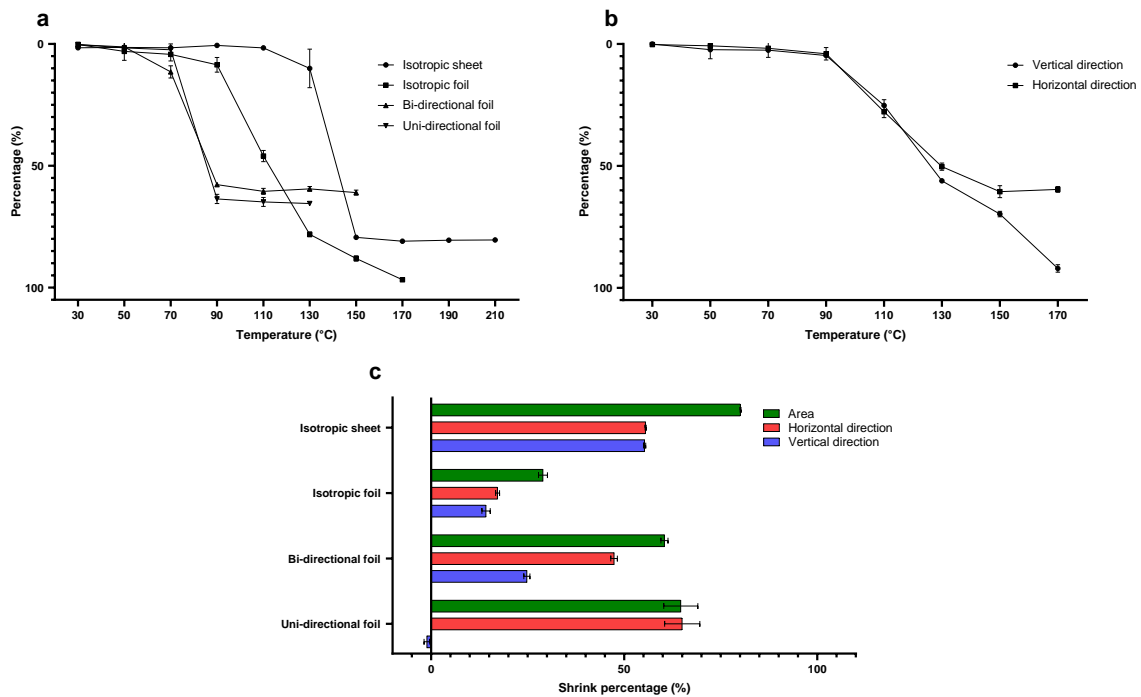 a
Percentage (%)
0
50
100
30 50 70 90 110 130 150 170 190 210
Temperature (°C)
Isotropic sheet
Isotropic foil
Bi-directional foil
Uni-directional foil
b
Percentage (%)
0
50
100
30 50 70 90 110 130 150 170
Temperature (°C)
Vertical direction
Horizontal direction
c
Isotropic sheet
Isotropic foil
Bi-directional foil
Uni-directional foil
0 50 100
Shrink percentage (%)
Area
Horizontal direction
Vertical direction